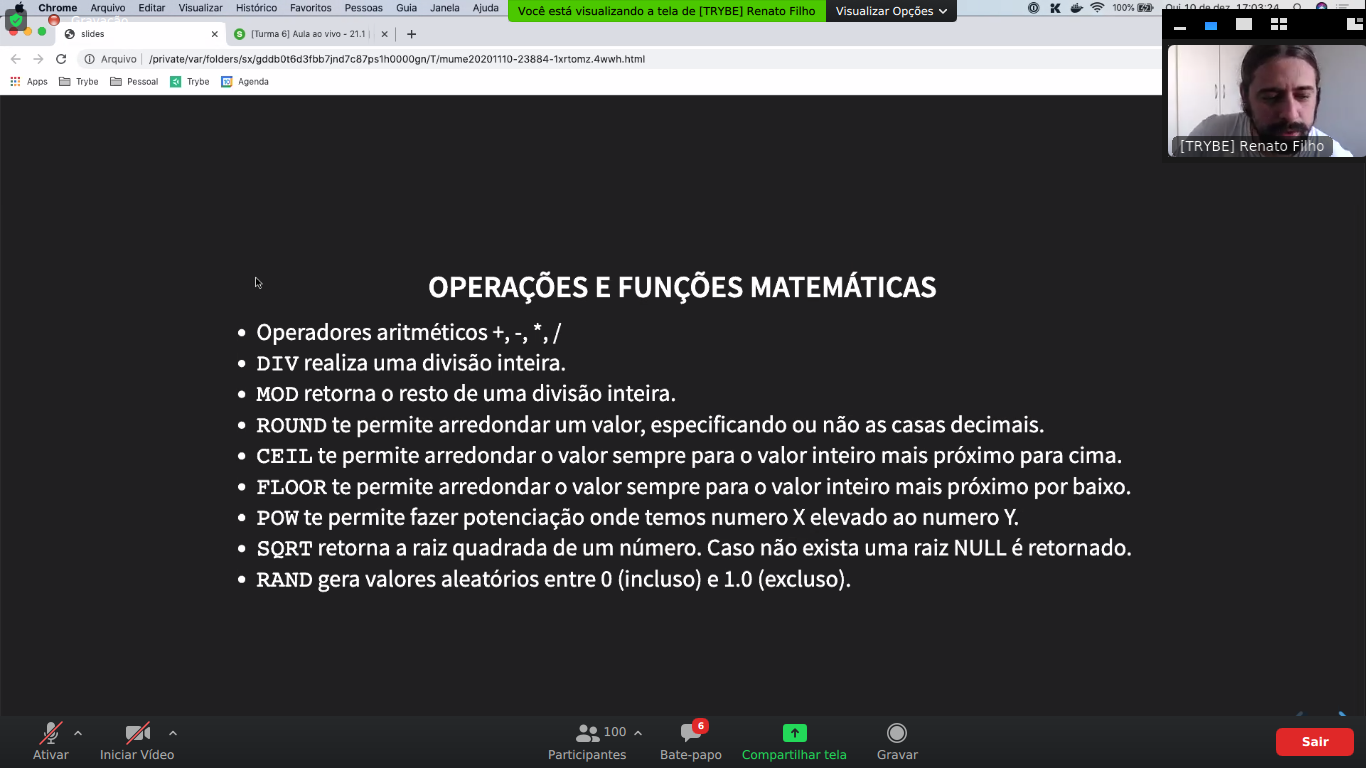 Chrome Arquivo Editar Visualizar Histórico Favoritos Pessoas Guia Janela Ajuda
Você está visualizando a tela de [TRYBE] Renato Filho
Visualizar Opções
100%
Qui 10 de dez 17:03:24
Gravação
slides
[Turma 6] Aula ao vivo - 21.1
Arquivo /private/var/folders/sx/gddb0t6d3fbb7jnd7c87ps1h0000gn/T/mume20201110-23884-1xrtomz.4wwh.html
Apps Trybe Pessoal Trybe Agenda
[TRYBE] Renato Filho
OPERAÇÕES E FUNÇÕES MATEMÁTICAS
• Operadores aritméticos +, -, *, /
• DIV realiza uma divisão inteira.
• MOD retorna o resto de uma divisão inteira.
• ROUND te permite arredondar um valor, especificando ou não as casas decimais.
• CEIL te permite arredondar o valor sempre para o valor inteiro mais próximo para cima.
• FLOOR te permite arredondar o valor sempre para o valor inteiro mais próximo por baixo.
• POW te permite fazer potenciação onde temos numero X elevado ao numero Y.
• SQRT retorna a raiz quadrada de um número. Caso não exista uma raiz NULL é retornado.
• RAND gera valores aleatórios entre 0 (incluso) e 1.0 (excluso).
Ativar
Iniciar Vídeo
100
Participantes
6
Bate-papo
Compartilhar tela
Gravar
Sair